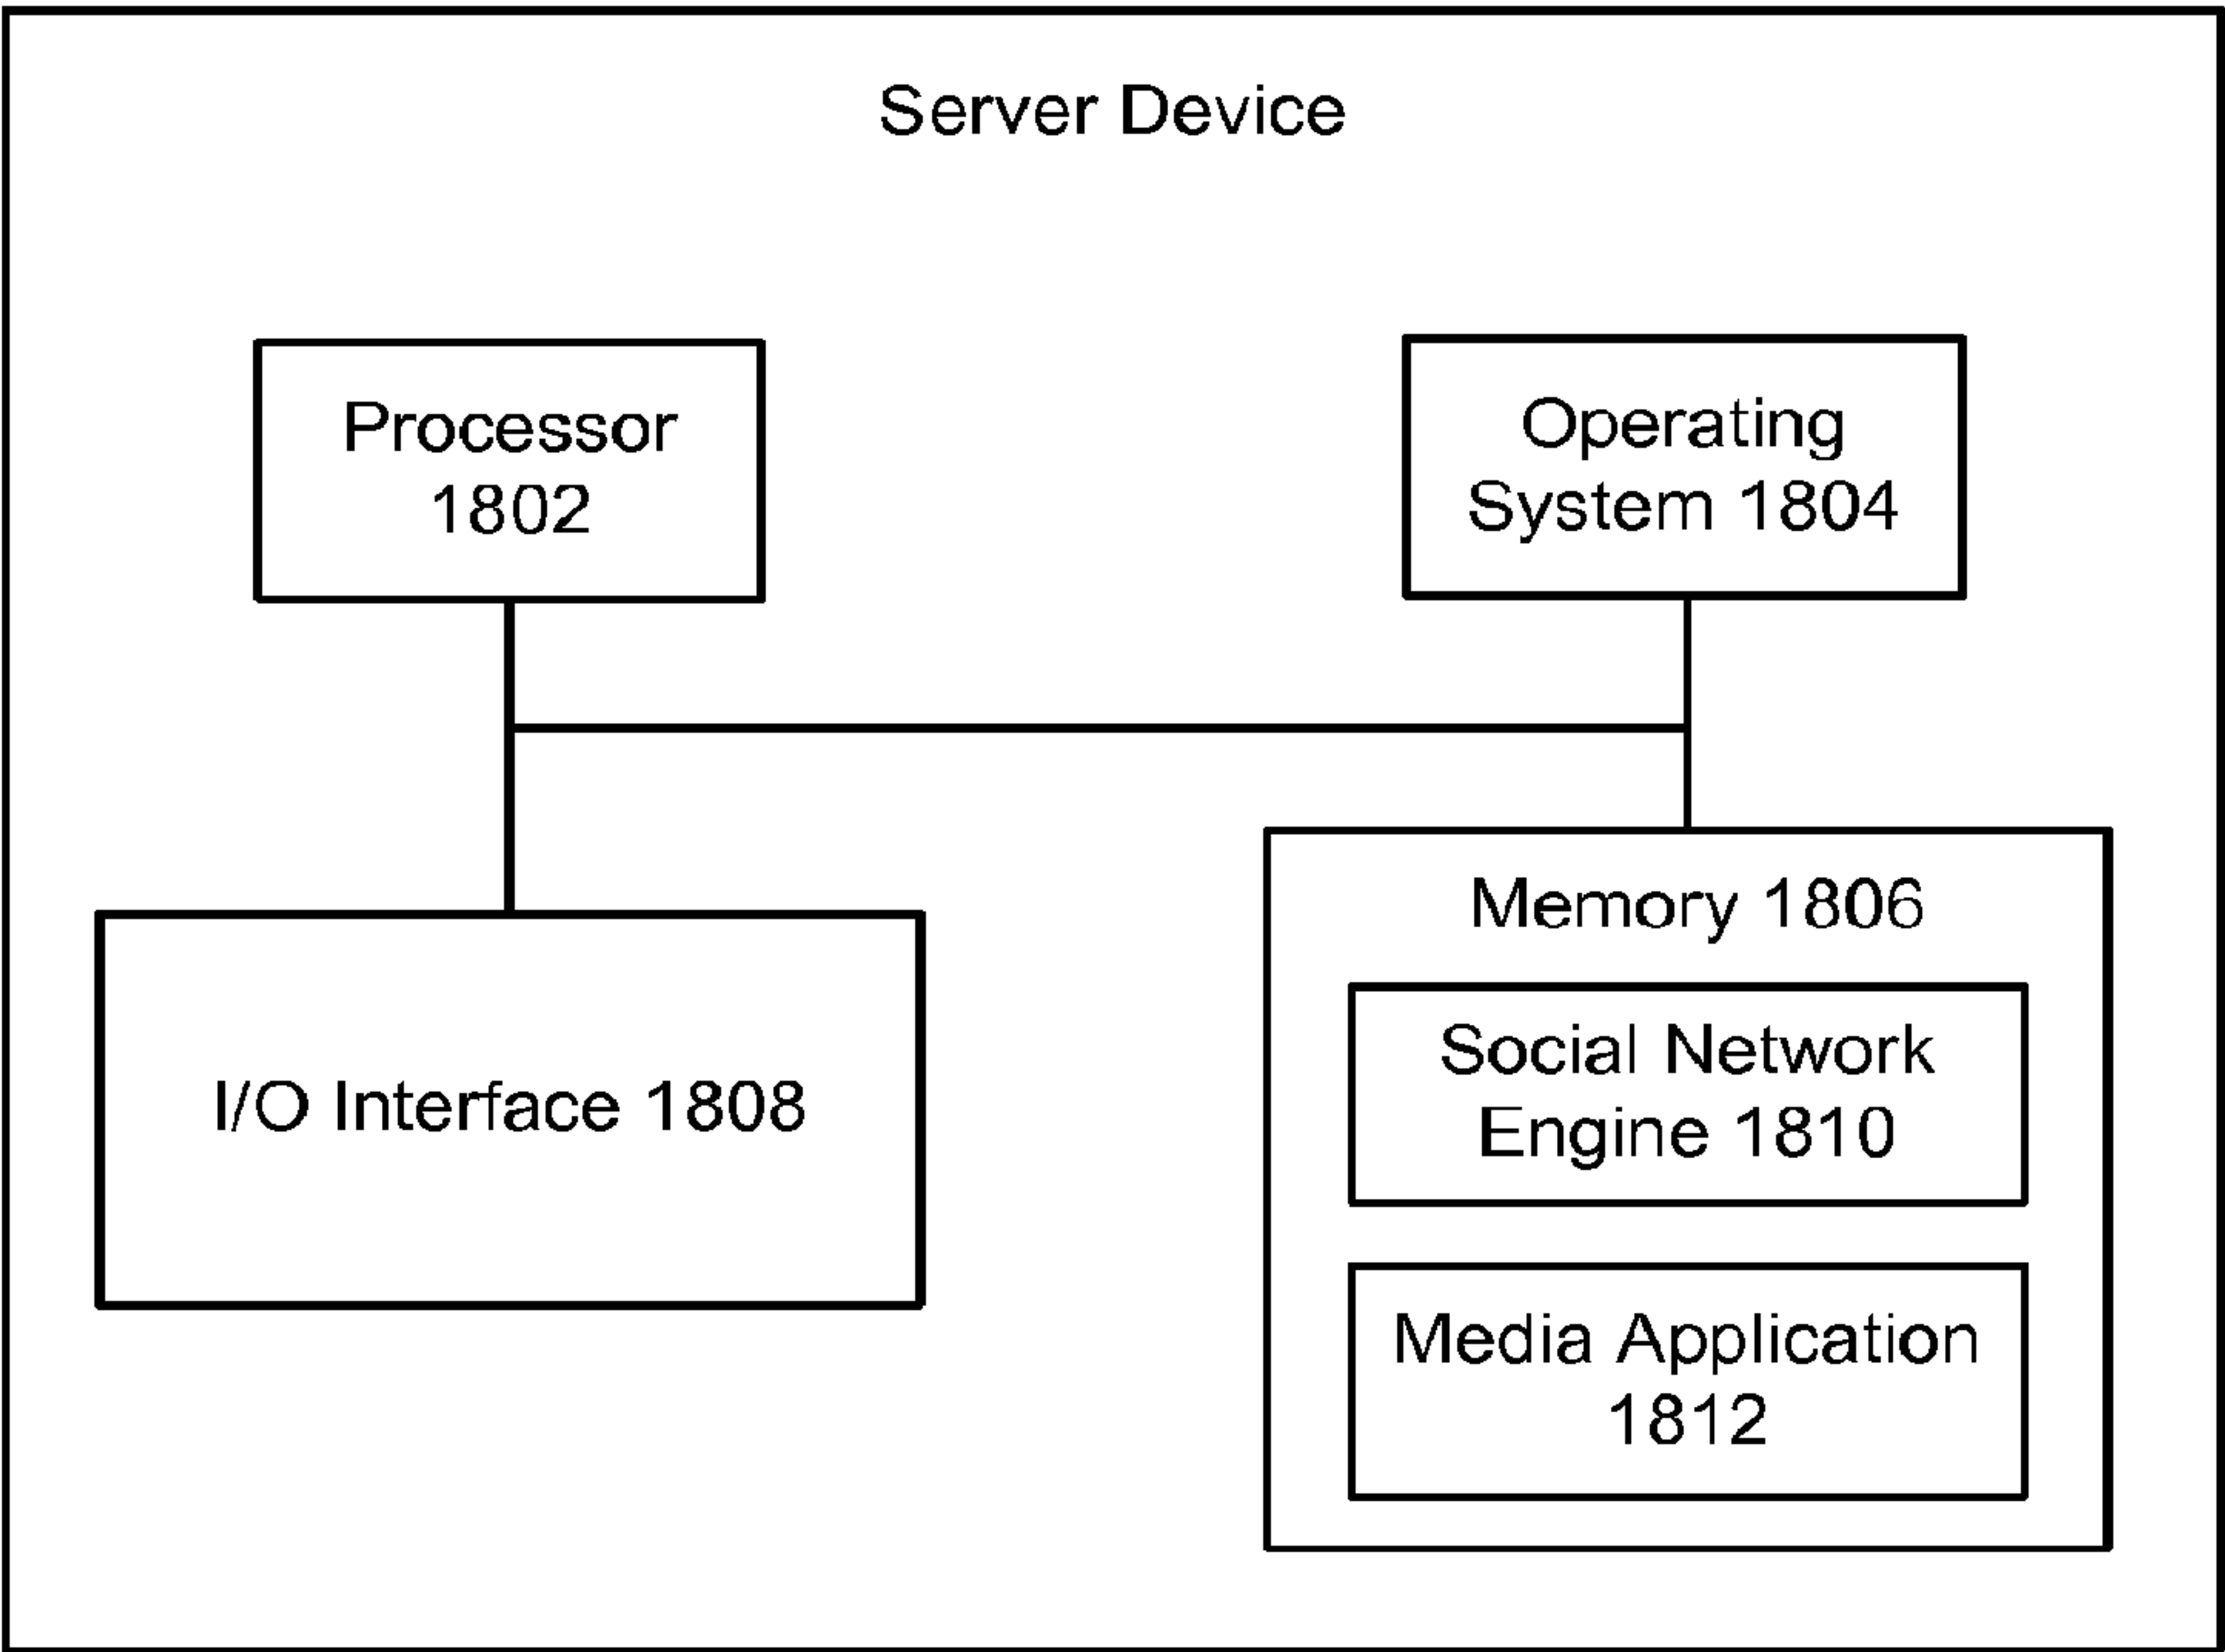 Server Device
Processor
1802
Operating
System 1804
I/O Interface 1808
Memory 1806
Social Network
Engine 1810
Media Application
1812